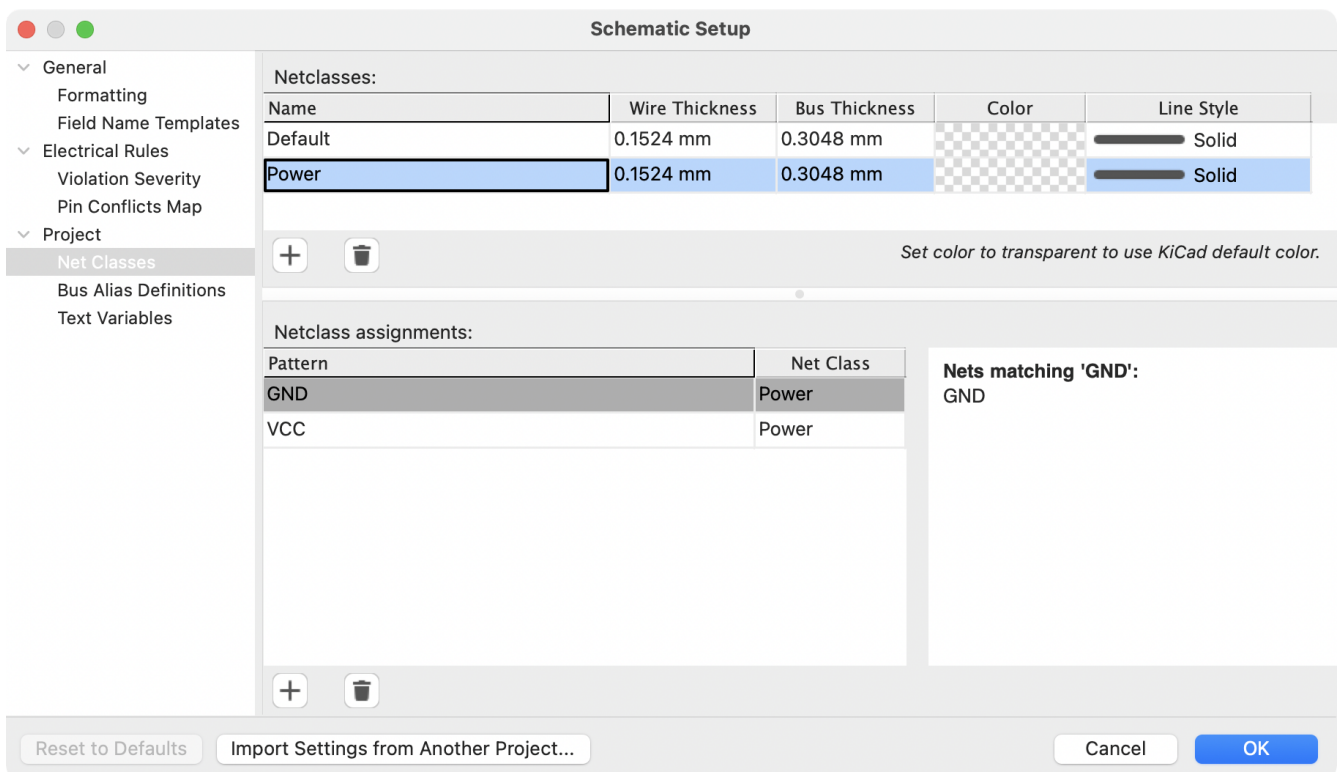 Schematic Setup
General
Formatting
Field Name Templates
Electrical Rules
Violation Severity
Pin Conflicts Map
Project
Net Classes
Bus Alias Definitions
Text Variables
Netclasses:
Name Wire Thickness Bus Thickness Color Line Style
Default 0.1524 mm 0.3048 mm Solid
Power 0.1524 mm 0.3048 mm Solid
Set color to transparent to use KiCad default color.
Netclass assignments:
Pattern Net Class
GND Power
VCC Power
Nets matching 'GND':
GND
Reset to Defaults Import Settings from Another Project... Cancel OK